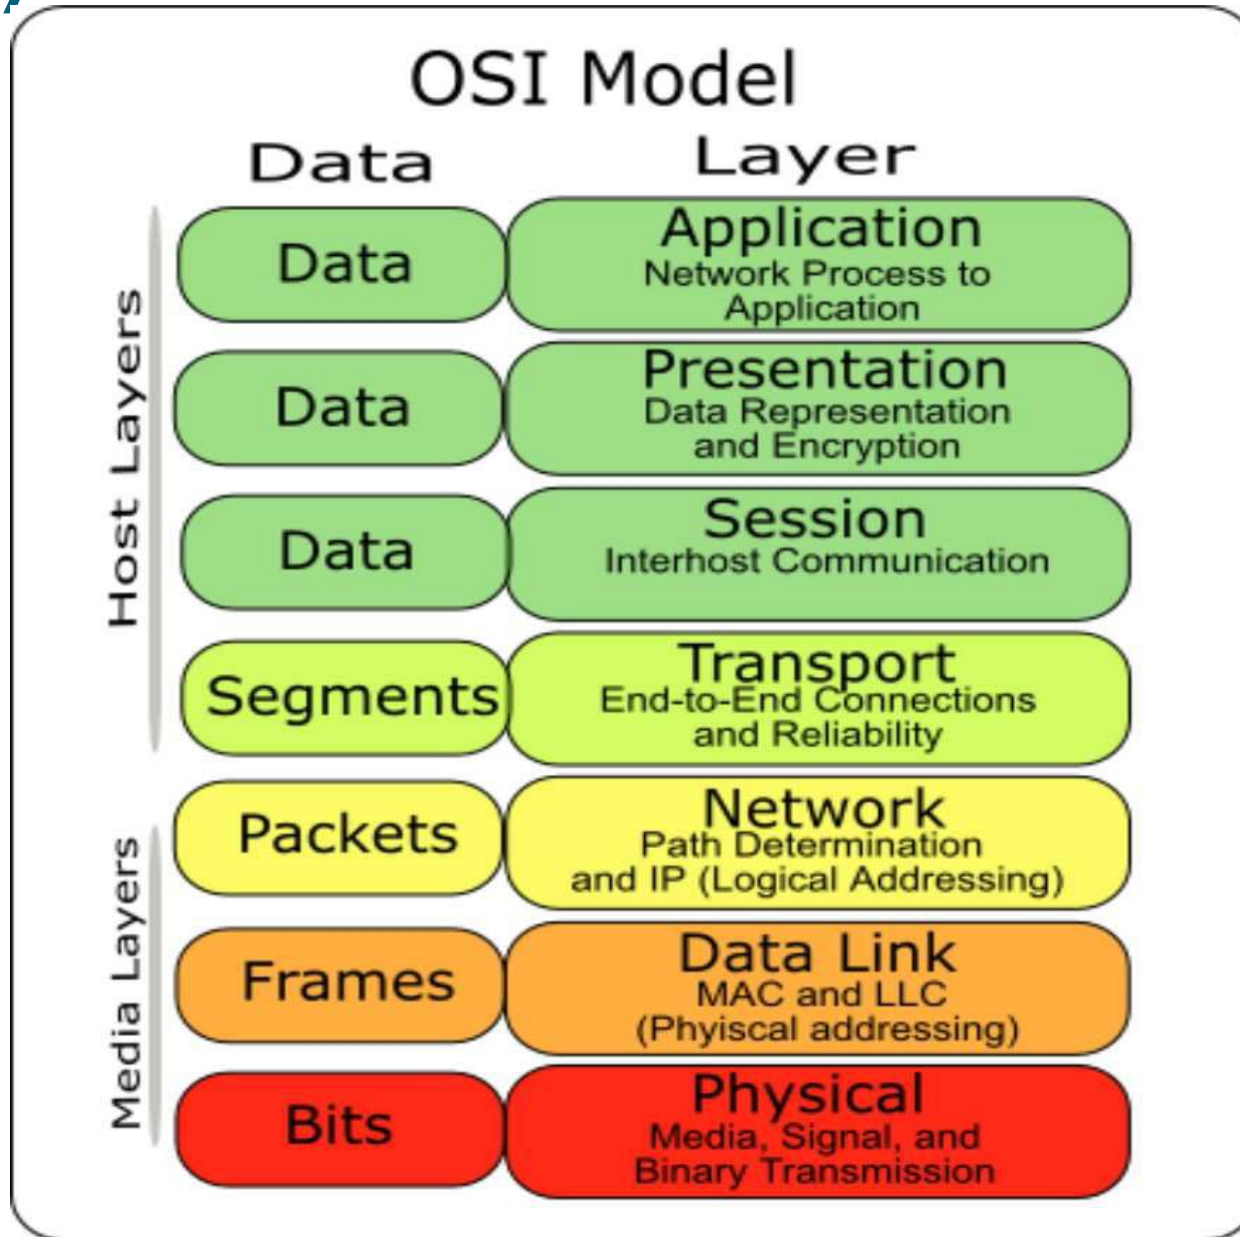 OSI Model
Data
Layer
Host Layers
Data
Application
Network Process to
Application
Data
Presentation
Data Representation
and Encryption
Data
Session
Interhost Communication
Segments
Transport
End-to-End Connections
and Reliability
Media Layers
Packets
Network
Path Determination
and IP (Logical Addressing)
Frames
Data Link
MAC and LLC
(Phyiscal addressing)
Bits
Physical
Media, Signal, and
Binary Transmission